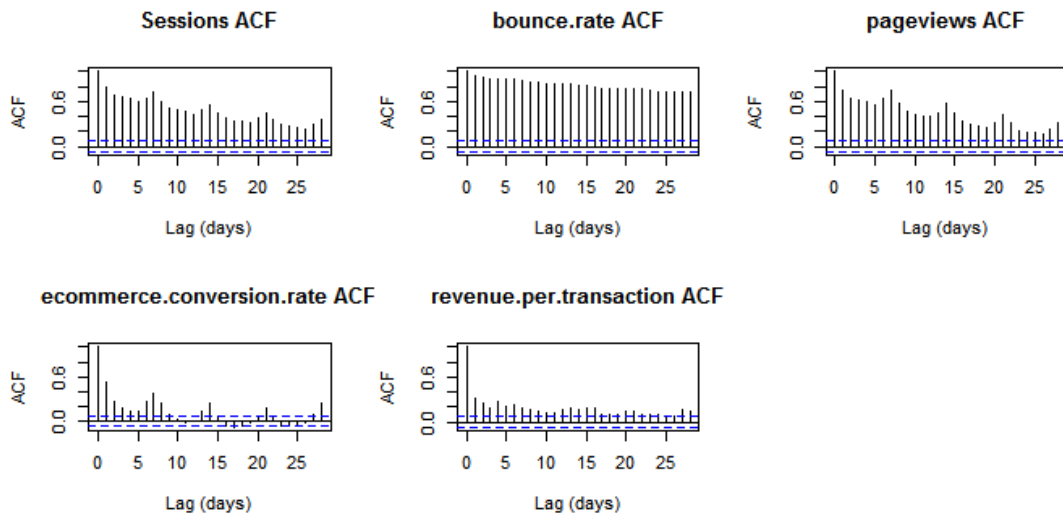 Sessions ACF
ACF
0.0 0.6
0 5 10 15 20 25
Lag (days)
bounce.rate ACF
ACF
0.0 0.6
0 5 10 15 20 25
Lag (days)
pageviews ACF
ACF
0.0 0.6
0 5 10 15 20 25
Lag (days)
ecommerce.conversion.rate ACF
ACF
0.0 0.6
0 5 10 15 20 25
Lag (days)
revenue.per.transaction ACF
ACF
0.0 0.6
0 5 10 15 20 25
Lag (days)